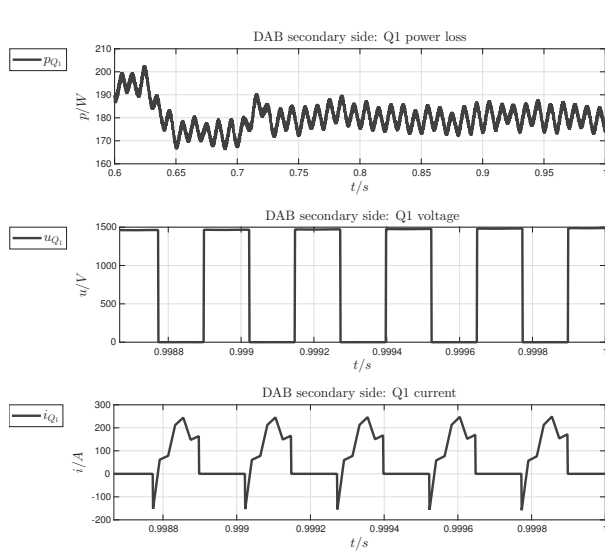 DAB secondary side: Q1 power loss
p_{Q_1}
210
200
190
180
170
160
p/W
0.6 0.65 0.7 0.75 0.8 0.85 0.9 0.95 1
t/s
DAB secondary side: Q1 voltage
u_{Q_1}
1500
1000
500
0
u/V
0.9988 0.999 0.9992 0.9994 0.9996 0.9998 1
t/s
DAB secondary side: Q1 current
i_{Q_1}
300
200
100
0
-100
-200
i/A
0.9988 0.999 0.9992 0.9994 0.9996 0.9998 1
t/s